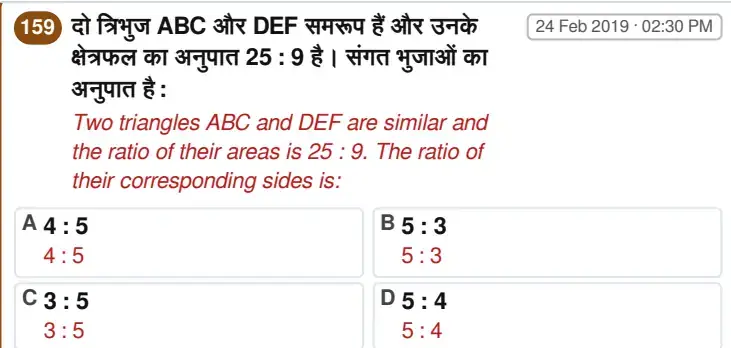 159 दो त्रिभुज ABC और DEF समरूप हैं और उनके
24 Feb 2019 · 02:30 PM
क्षेत्रफल का अनुपात 25 : 9 है। संगत भुजाओं का
अनुपात है :
Two triangles ABC and DEF are similar and
the ratio of their areas is 25 : 9. The ratio of
their corresponding sides is:
A 4 : 5
4 : 5
B 5 : 3
5 : 3
C 3 : 5
3 : 5
D 5 : 4
5 : 4